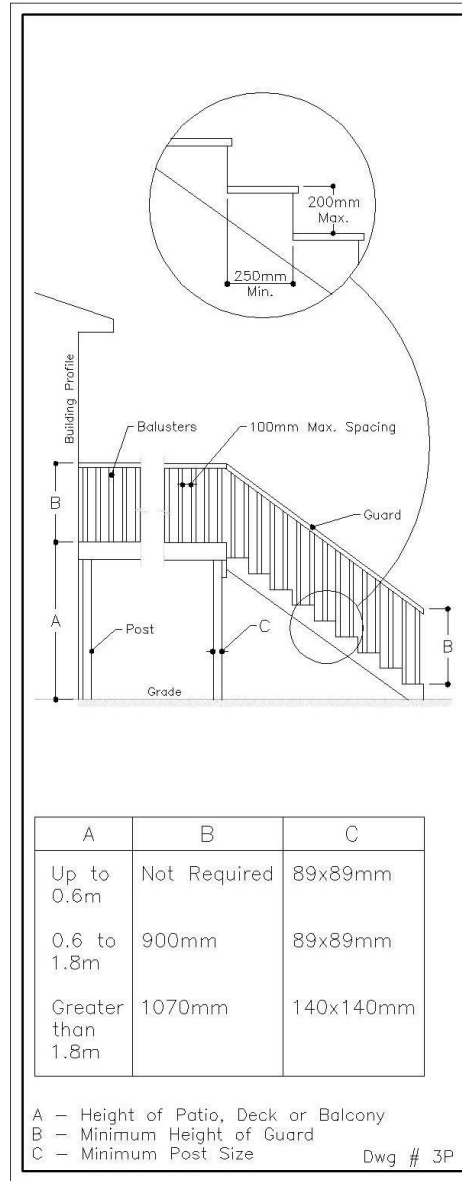 200mm
Max.
250mm
Min.
Building Profile
Balusters
100mm Max. Spacing
B
Guard
A
Post
C
B
Grade
A B C
Up to Not Required 89x89mm
0.6m
0.6 to 900mm 89x89mm
1.8m
Greater 1070mm 140x140mm
than
1.8m
A – Height of Patio, Deck or Balcony
B – Minimum Height of Guard
C – Minimum Post Size Dwg # 3P